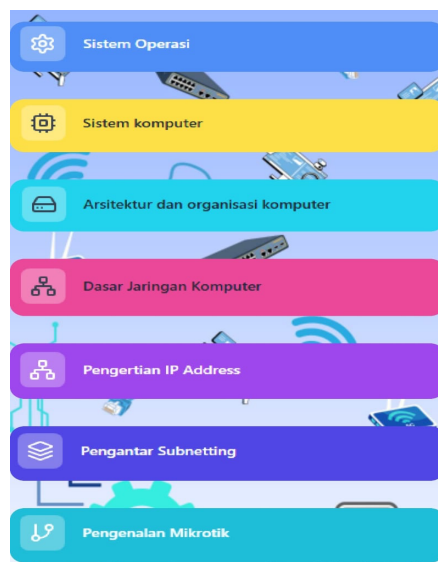 Sistem Operasi
Sistem komputer
Arsitektur dan organisasi komputer
Dasar Jaringan Komputer
Pengertian IP Address
Pengantar Subnetting
Pengenalan Mikrotik